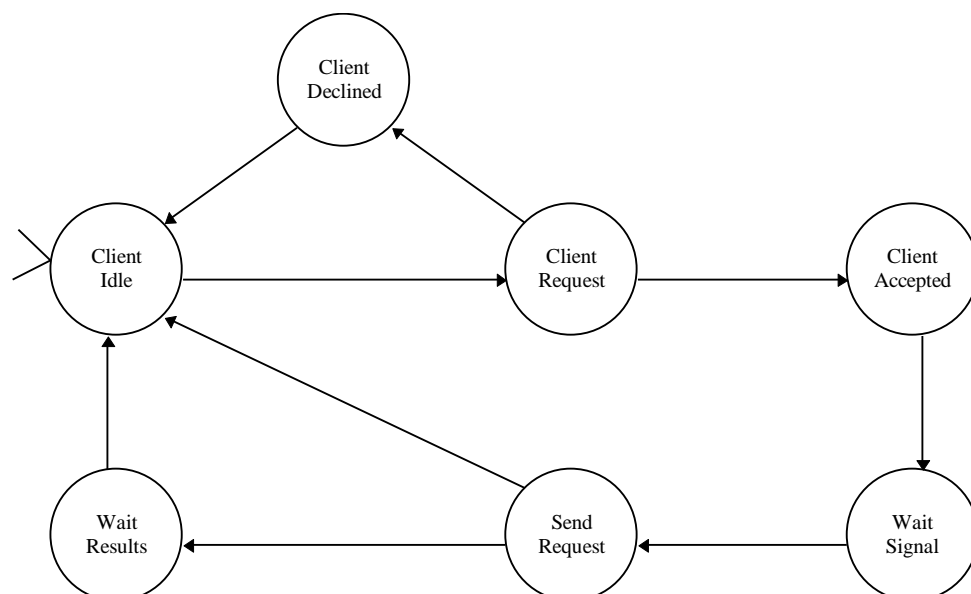 Client
Declined
Client
Idle
Client
Request
Client
Accepted
Wait
Results
Send
Request
Wait
Signal